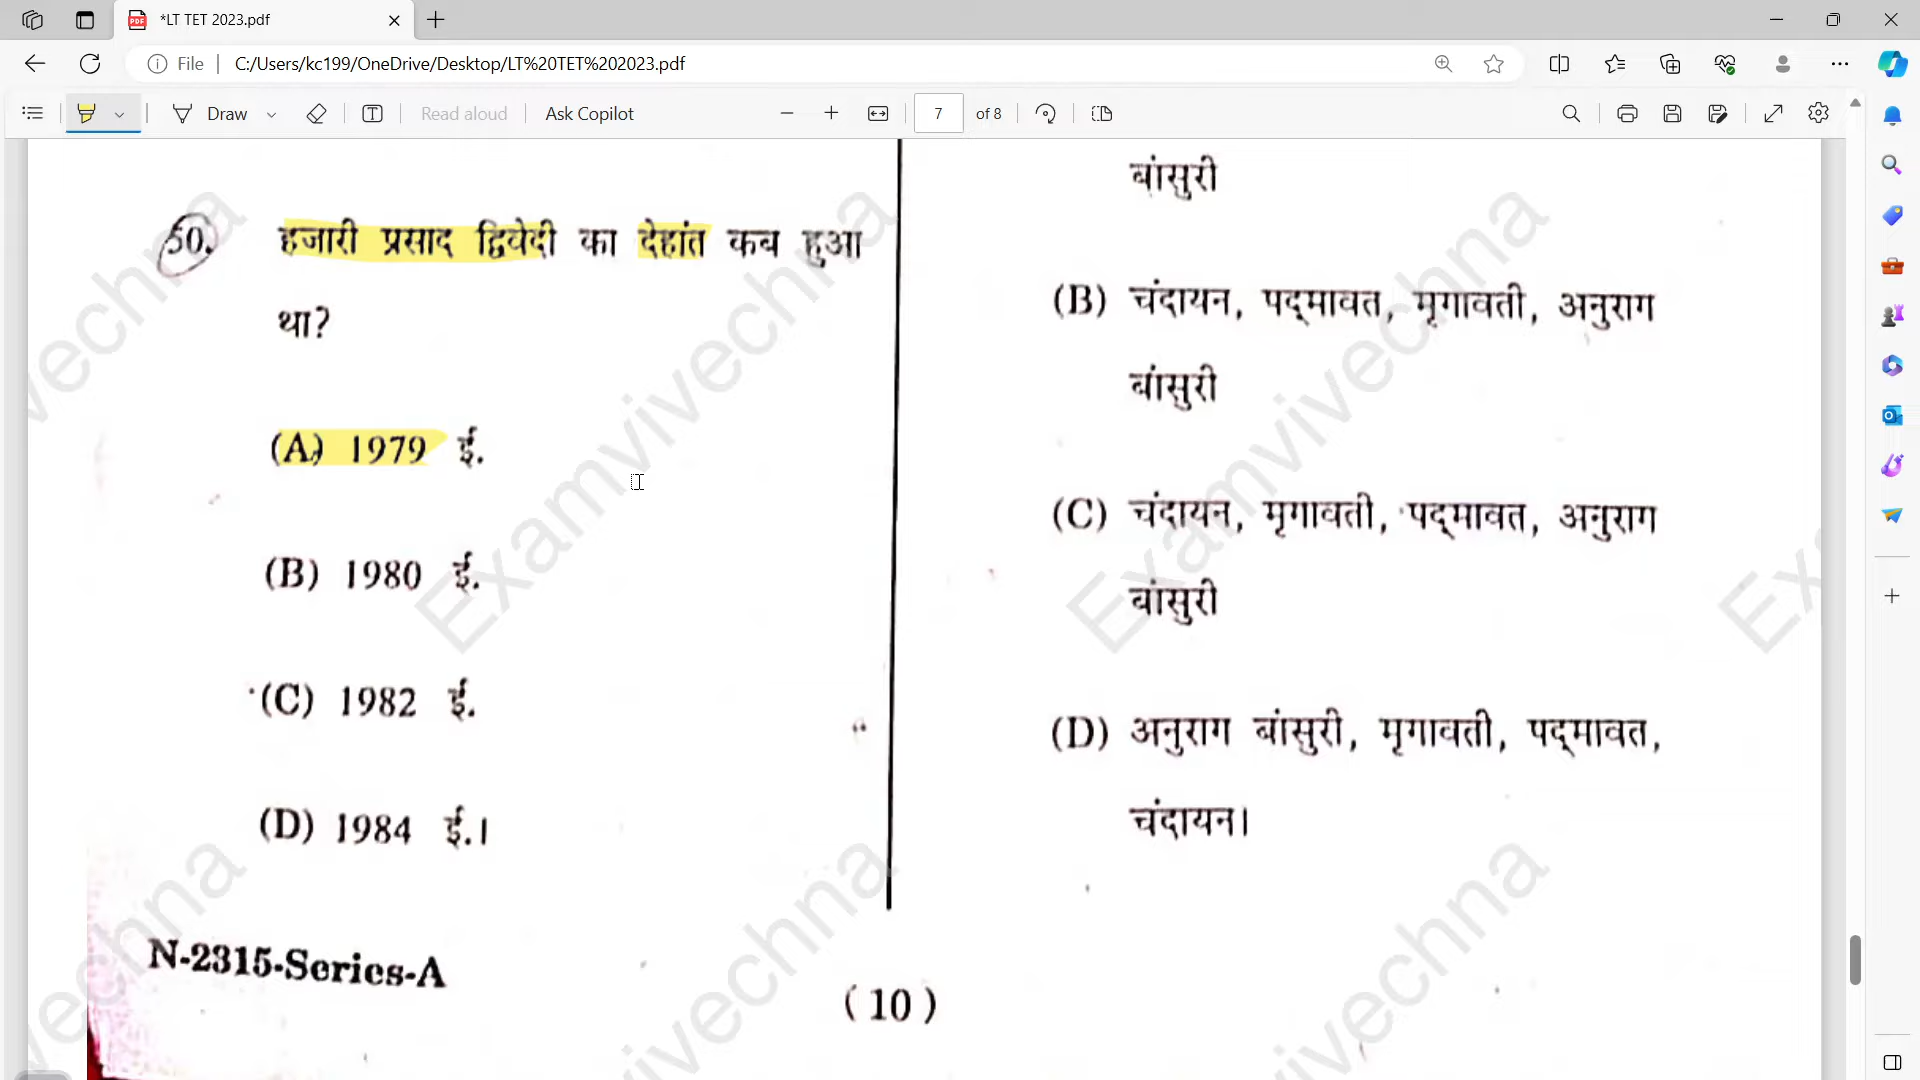 *LT TET 2023.pdf
File
C:/Users/kc199/OneDrive/Desktop/LT%20TET%202023.pdf
Draw
Read aloud
Ask Copilot
7
of 8
50. हजारी प्रसाद द्विवेदी का देहांत कब हुआ
था?
(A) 1979 ई.
(B) 1980 ई.
(C) 1982 ई.
(D) 1984 ई.।
बांसुरी
(B) चंदायन, पद्मावत, मृगावती, अनुराग
बांसुरी
(C) चंदायन, मृगावती, पद्मावत, अनुराग
बांसुरी
(D) अनुराग बांसुरी, मृगावती, पद्मावत,
चंदायन।
N-2315-Series-A
(10)
Examvivechna
Examvivechna